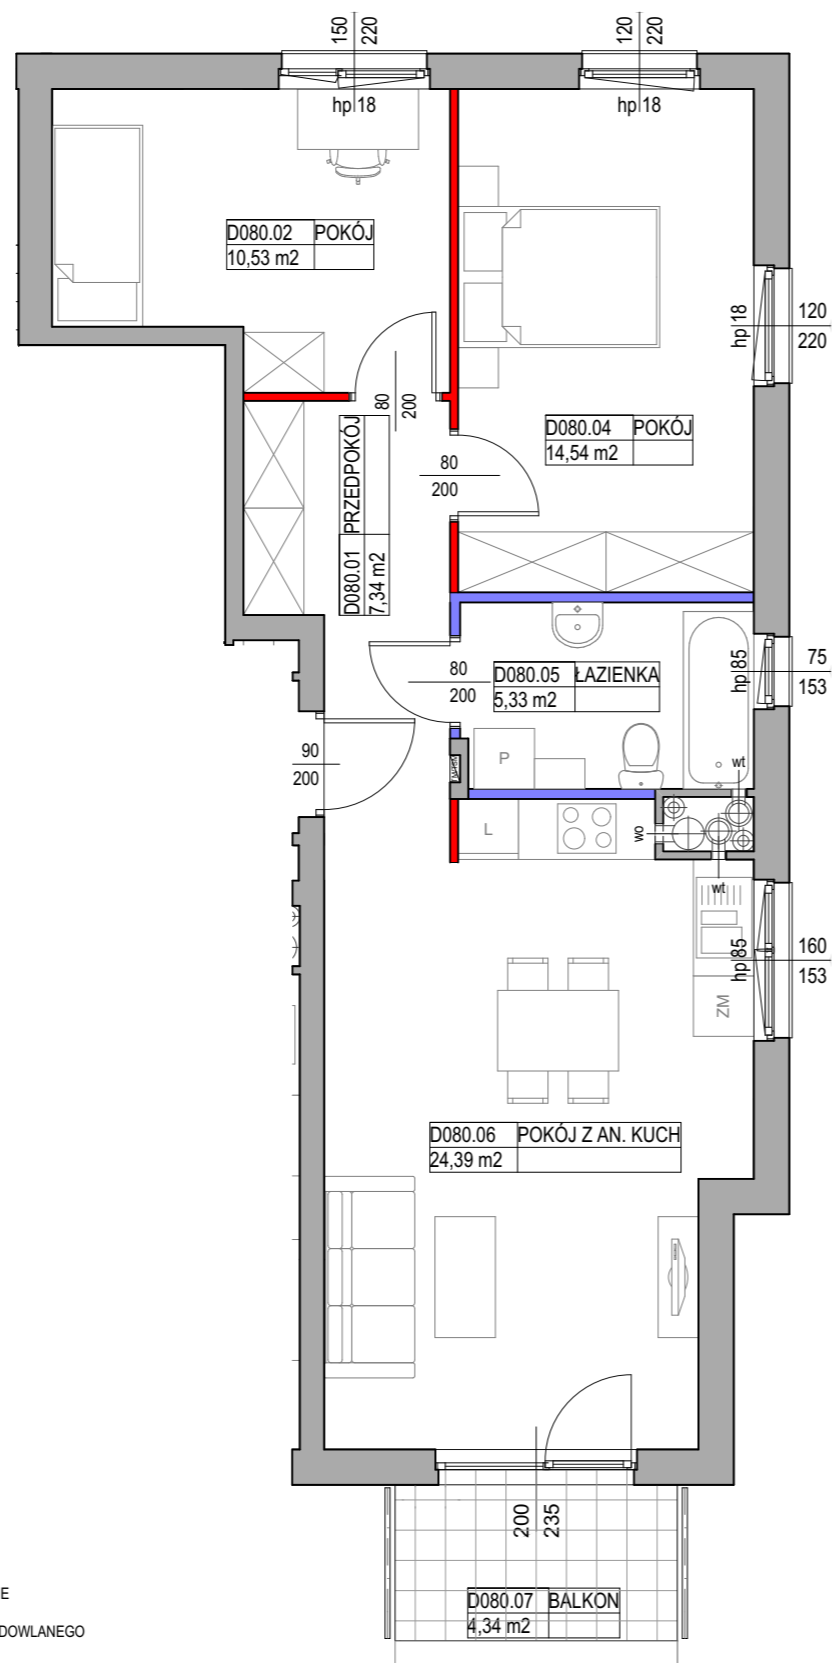 150
220
120
220
hp 18
hp 18
D080.02 POKÓJ
10,53 m2
hp 18
120
220
80
200
D080.04 POKÓJ
14,54 m2
80
200
D080.01 PRZEDPOKÓJ
7,34 m2
80
200
D080.05 ŁAZIENKA
5,33 m2
hp 85
75
153
90
200
P
wt
L
wo
wt
hp 85
160
153
ZM
D080.06 POKÓJ Z AN. KUCH
24,39 m2
200
235
D080.07 BALKON
4,34 m2
E
DOWLANEGO